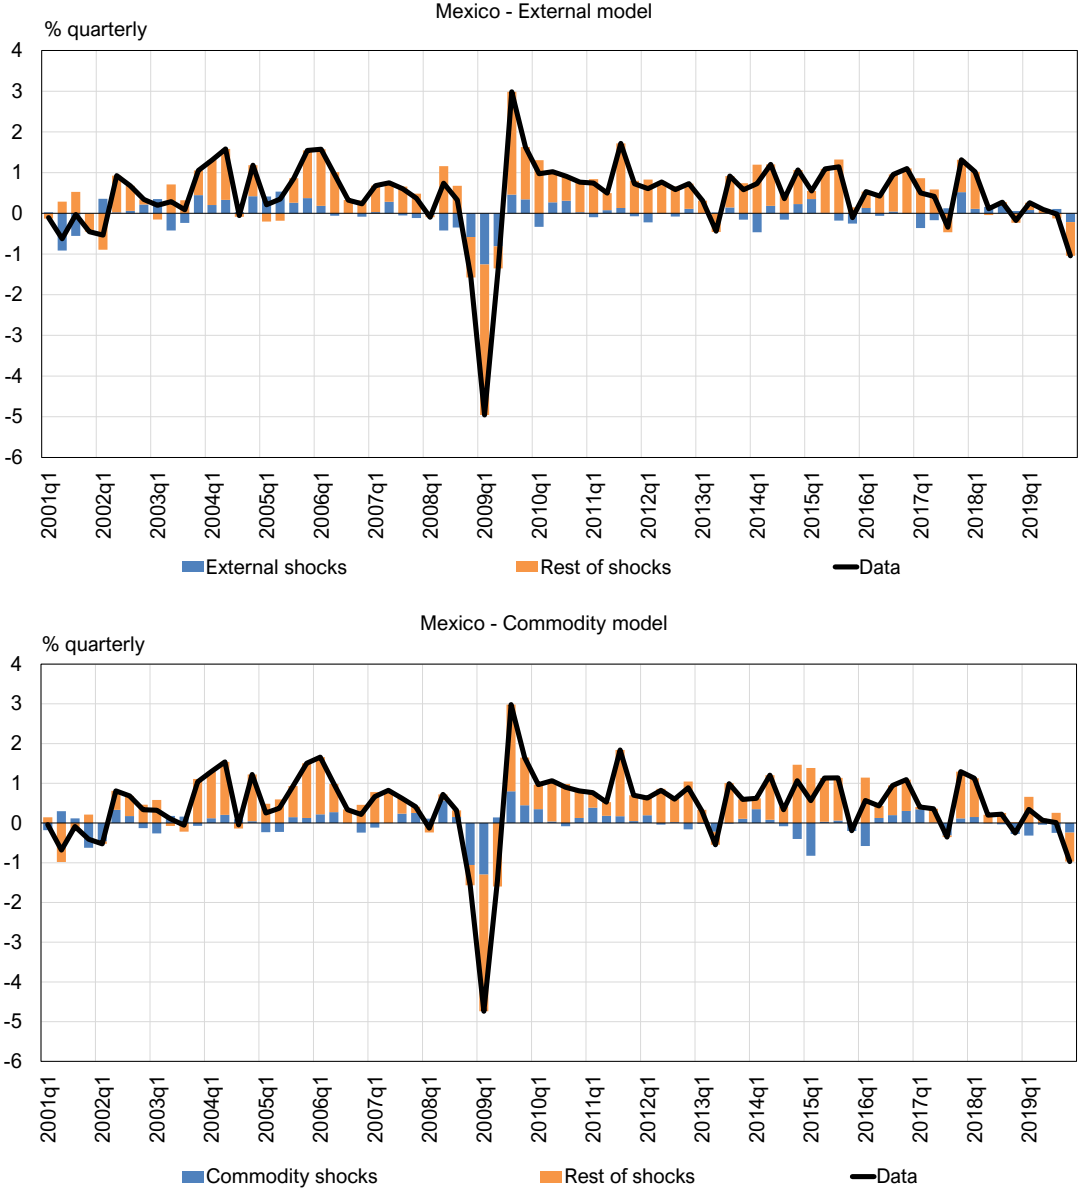 Mexico - External model
% quarterly
4
3
2
1
0
-1
-2
-3
-4
-5
-6
2001q1
2002q1
2003q1
2004q1
2005q1
2006q1
2007q1
2008q1
2009q1
2010q1
2011q1
2012q1
2013q1
2014q1
2015q1
2016q1
2017q1
2018q1
2019q1
External shocks
Rest of shocks
Data
Mexico - Commodity model
% quarterly
4
3
2
1
0
-1
-2
-3
-4
-5
-6
2001q1
2002q1
2003q1
2004q1
2005q1
2006q1
2007q1
2008q1
2009q1
2010q1
2011q1
2012q1
2013q1
2014q1
2015q1
2016q1
2017q1
2018q1
2019q1
Commodity shocks
Rest of shocks
Data